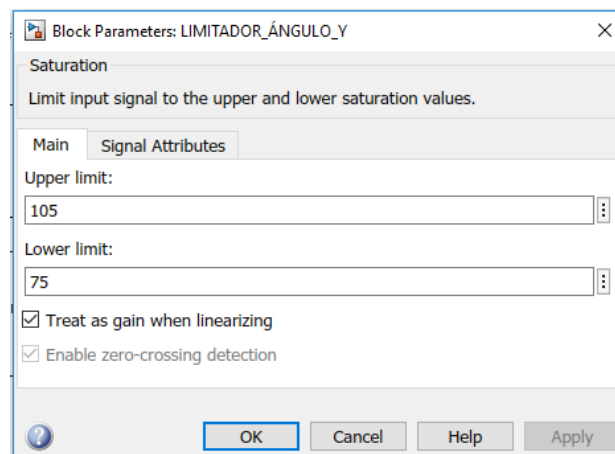 Block Parameters: LIMITADOR_ÁNGULO_Y
Saturation
Limit input signal to the upper and lower saturation values.
Main Signal Attributes
Upper limit:
105
Lower limit:
75
Treat as gain when linearizing
Enable zero-crossing detection
? OK Cancel Help Apply